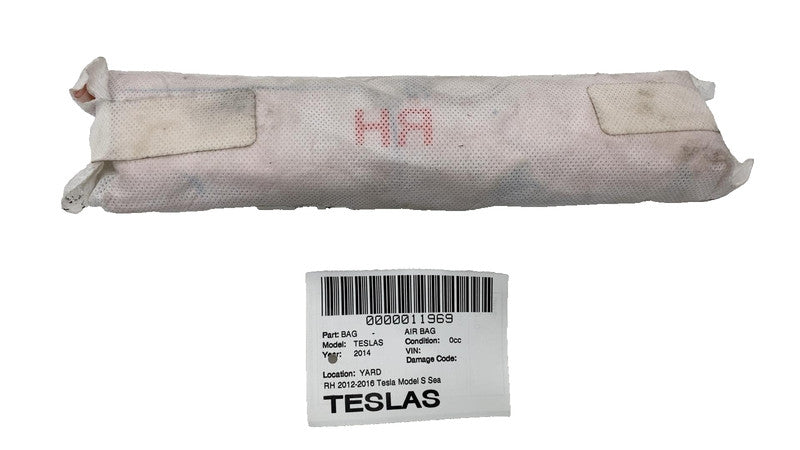 0000011969
Part: BAG - AIR BAG
Model: TESLAS Condition: 0cc
Year: 2014 VIN:
Damage Code:
Location: YARD
RH 2012-2016 Tesla Model S Sea
TESLAS